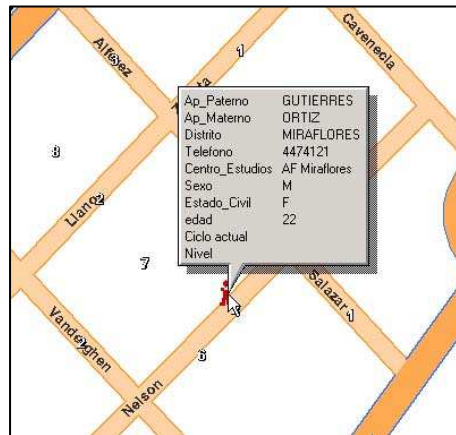 Alferez
1
Cavenecia
Ap_Paterno GUTIERRES
Ap_Materno ORTIZ
Distrito MIRAFLORES
Telefono 4474121
Centro_Estudios AF Miraflores
Sexo M
Estado_Civil F
edad 22
Ciclo actual
Nivel
8
Llano
2
7
Salazar
1
Vanderghen
6
Nelson